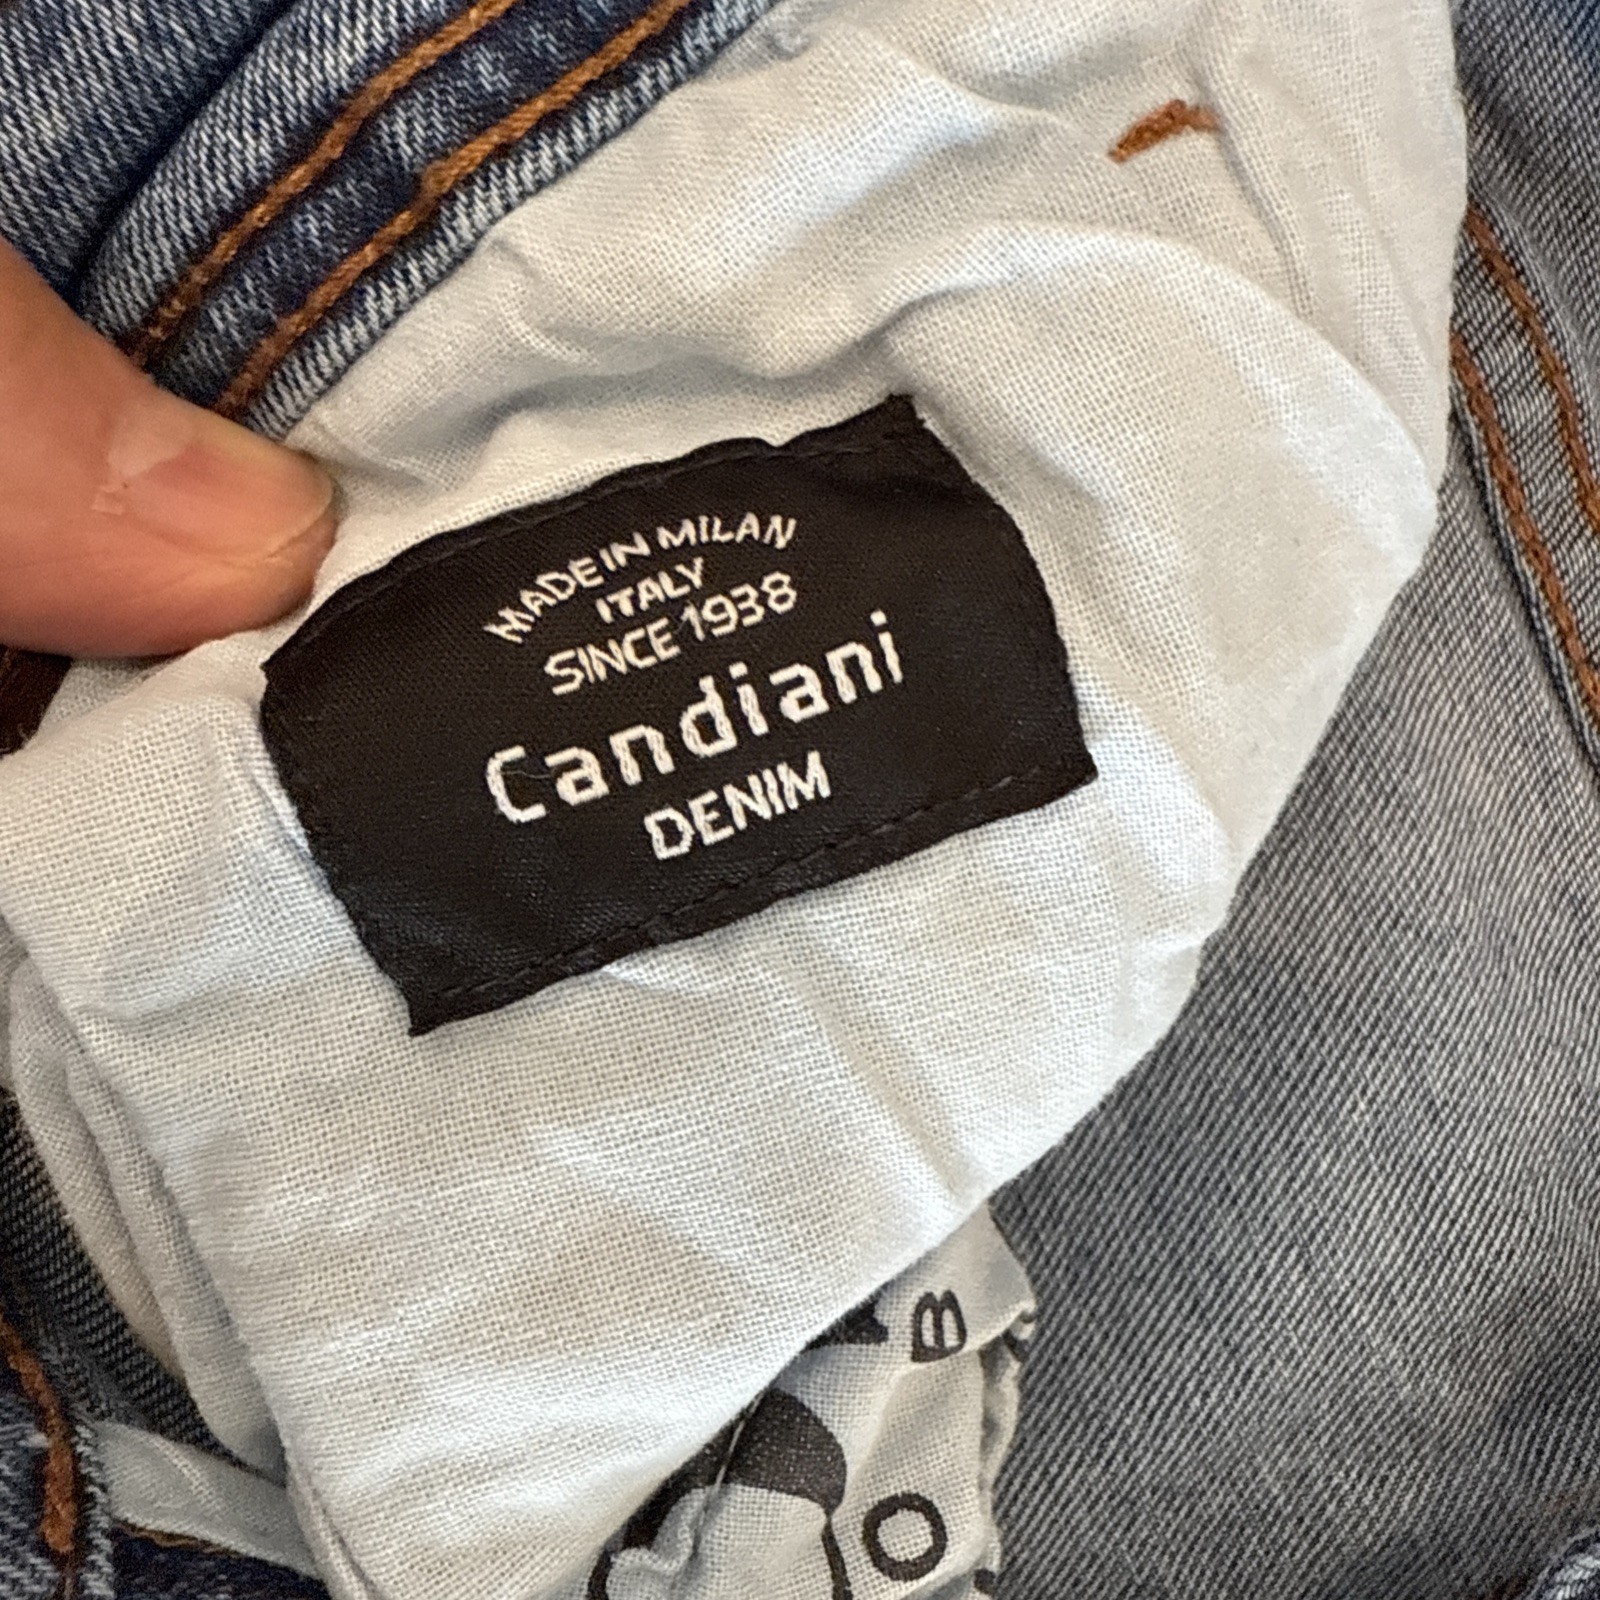 MADE IN MILAN
ITALY
SINCE 1938
Candiani
DENIM
B
O